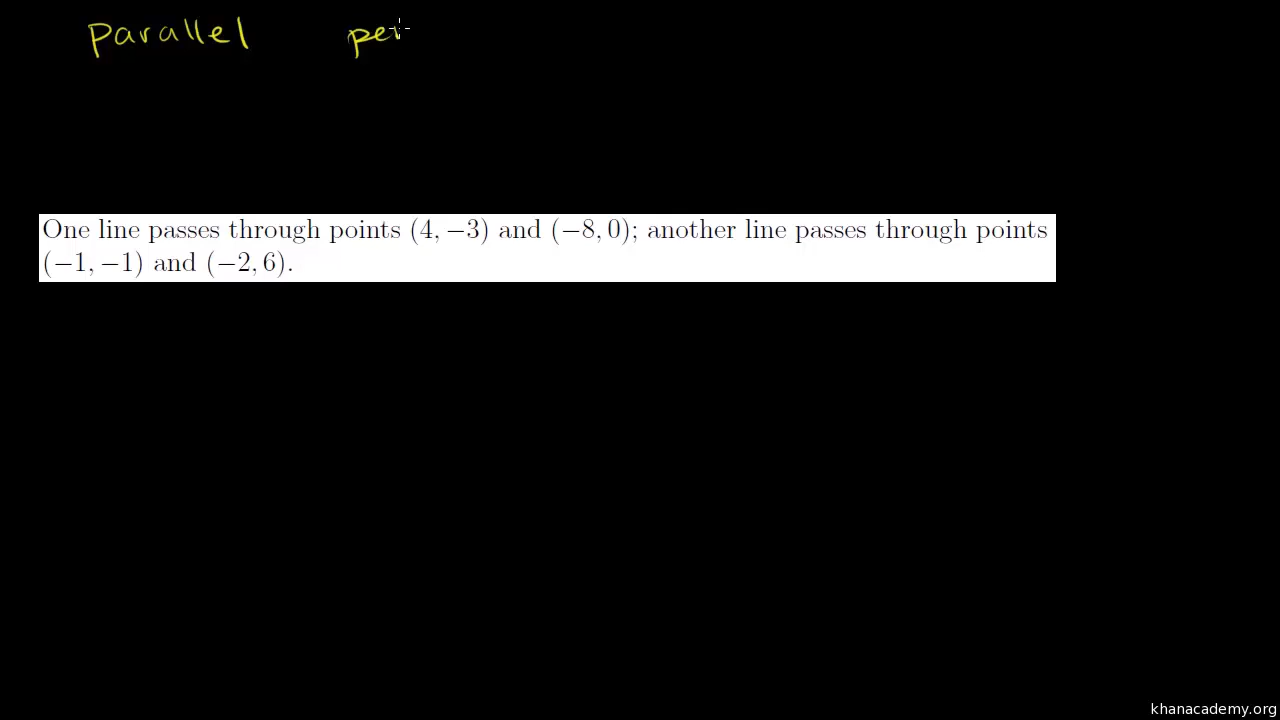 parallel per
One line passes through points (4, −3) and (−8, 0); another line passes through points
(−1, −1) and (−2, 6).
khanacademy.org